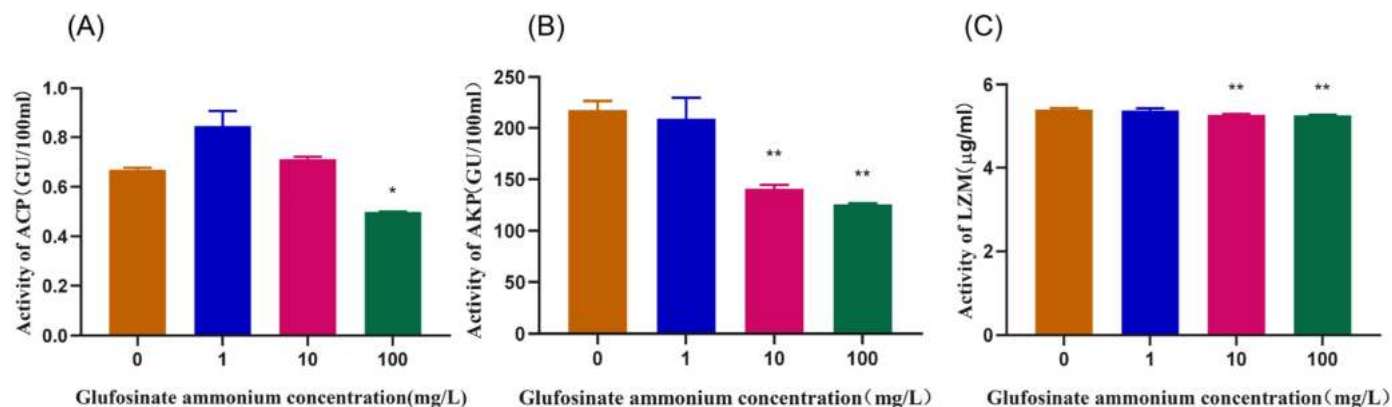 (A)
Activity of ACP(GU/100ml)
1.0
0.8
0.6
0.4
0.2
0.0
*
0 1 10 100
Glufosinate ammonium concentration(mg/L)
(B)
Activity of AKP(GU/100ml)
250
200
150
100
50
0
**
**
0 1 10 100
Glufosinate ammonium concentration(mg/L)
(C)
Activity of LZM(μg/ml)
6
4
2
0
** **
0 1 10 100
Glufosinate ammonium concentration(mg/L)